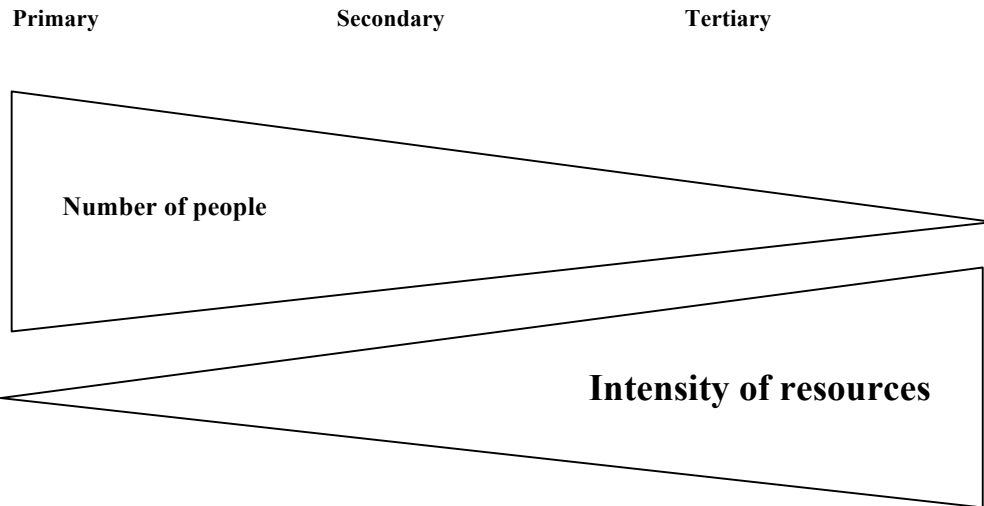 Primary Secondary Tertiary
Number of people
Intensity of resources